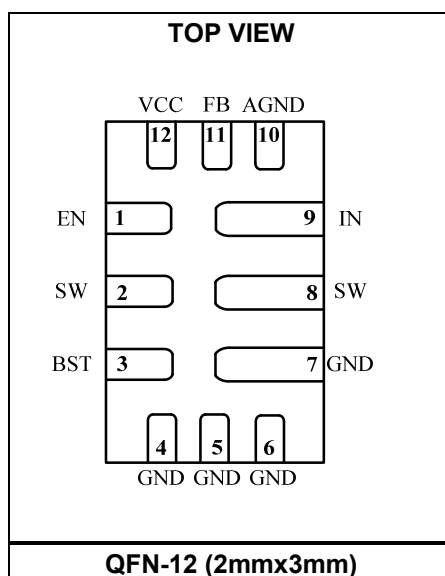 TOP VIEW
VCC FB AGND
12 11 10
EN 1 9 IN
SW 2 8 SW
BST 3 7 GND
4 5 6
GND GND GND
QFN-12 (2mmx3mm)